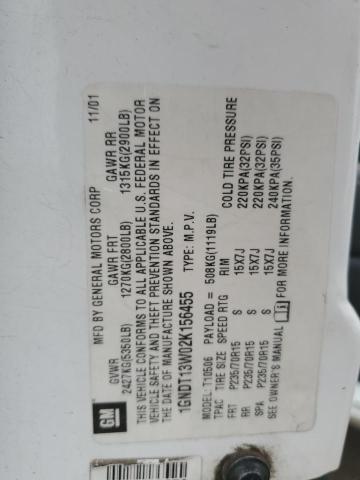 MFD BY GENERAL MOTORS CORP 11/01
GVWR GAWR FRT GAWR RR
2427KG(5350LB) 1270KG(2800LB) 1315KG(2900LB)
THIS VEHICLE CONFORMS TO ALL APPLICABLE U.S. FEDERAL MOTOR
VEHICLE SAFETY AND THEFT PREVENTION STANDARDS IN EFFECT ON
THE DATE OF MANUFACTURE SHOWN ABOVE.
1GNDT13W02K156455 TYPE: M.P.V.
MODEL: T10506 PAYLOAD = 508KG(1119LB)
TPAC TIRE SIZE SPEED RTG RIM COLD TIRE PRESSURE
FRT P235/70R15 S 15X7J 220KPA(32PSI)
RR P235/70R15 S 15X7J 220KPA(32PSI)
SPA P235/70R15 S 15X7J 240KPA(35PSI)
SEE OWNER'S MANUAL
GM